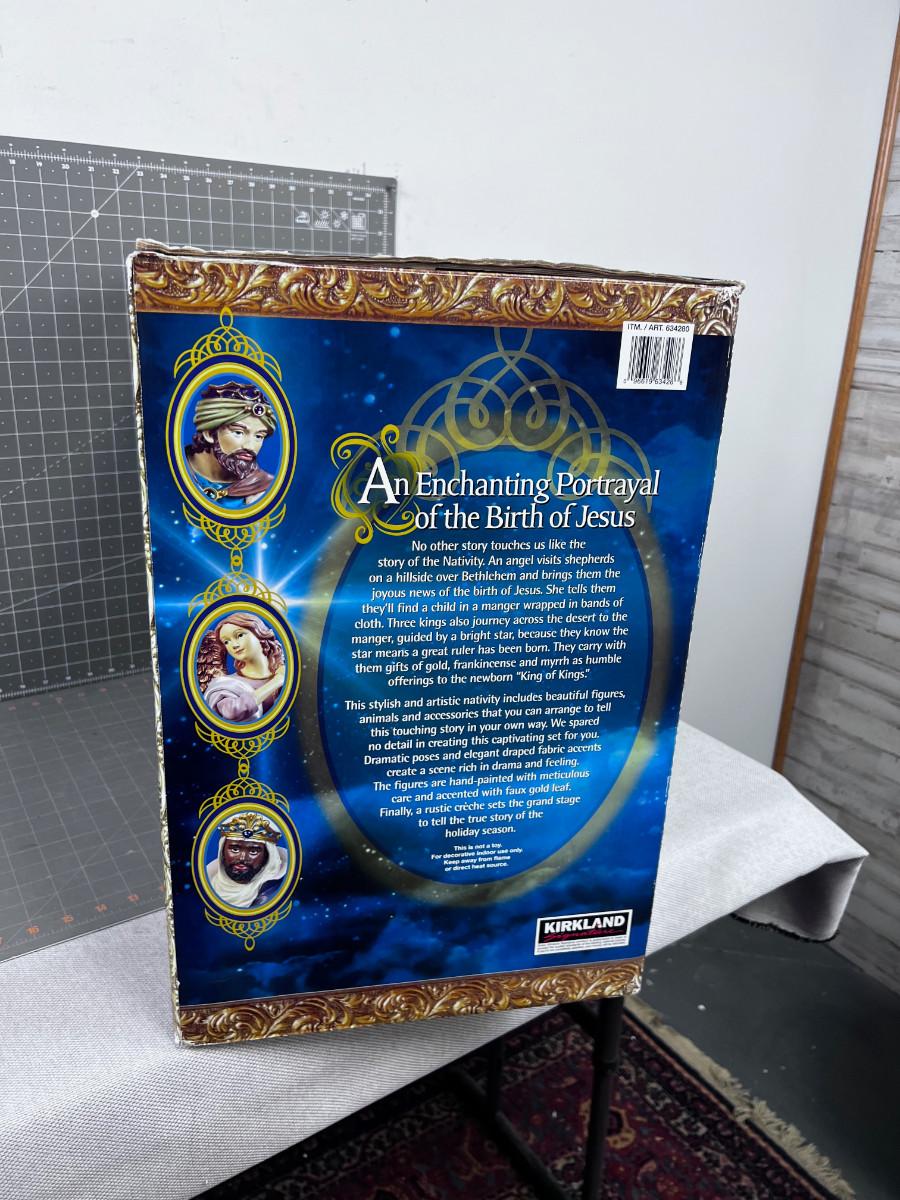 ITM. / ART. 634280
An Enchanting Portrayal
of the Birth of Jesus
No other story touches us like the
story of the Nativity. An angel visits shepherds
on a hillside over Bethlehem and brings them the
joyous news of the birth of Jesus. She tells them
they'll find a child in a manger wrapped in bands of
cloth. Three kings also journey across the desert to the
manger, guided by a bright star, because they know the
star means a great ruler has been born. They carry with
them gifts of gold, frankincense and myrrh as humble
offerings to the newborn "King of Kings."
This stylish and artistic nativity includes beautiful figures,
animals and accessories that you can arrange to tell
this touching story in your own way. We spared
no detail in creating this captivating set for you.
Dramatic poses and elegant draped fabric accents
create a scene rich in drama and feeling.
The figures are hand-painted with meticulous
care and accented with faux gold leaf.
Finally, a rustic crèche sets the grand stage
to tell the true story of the
holiday season.
This is not a toy.
For decorative indoor use only.
Keep away from flame
or direct heat source.
KIRKLAND
Signature